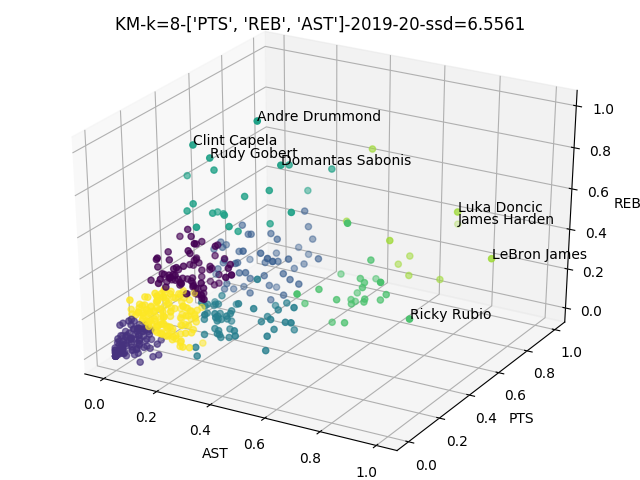 KM-k=8-['PTS', 'REB', 'AST']-2019-20-ssd=6.5561
Andre Drummond
Clint Capela
Rudy Gobert
Domantas Sabonis
Luka Doncic
James Harden
LeBron James
Ricky Rubio
1.0
0.8
0.6
0.4
0.2
0.0
REB
0.0
0.2
0.4
0.6
0.8
1.0
AST
0.0
0.2
0.4
0.6
0.8
1.0
PTS